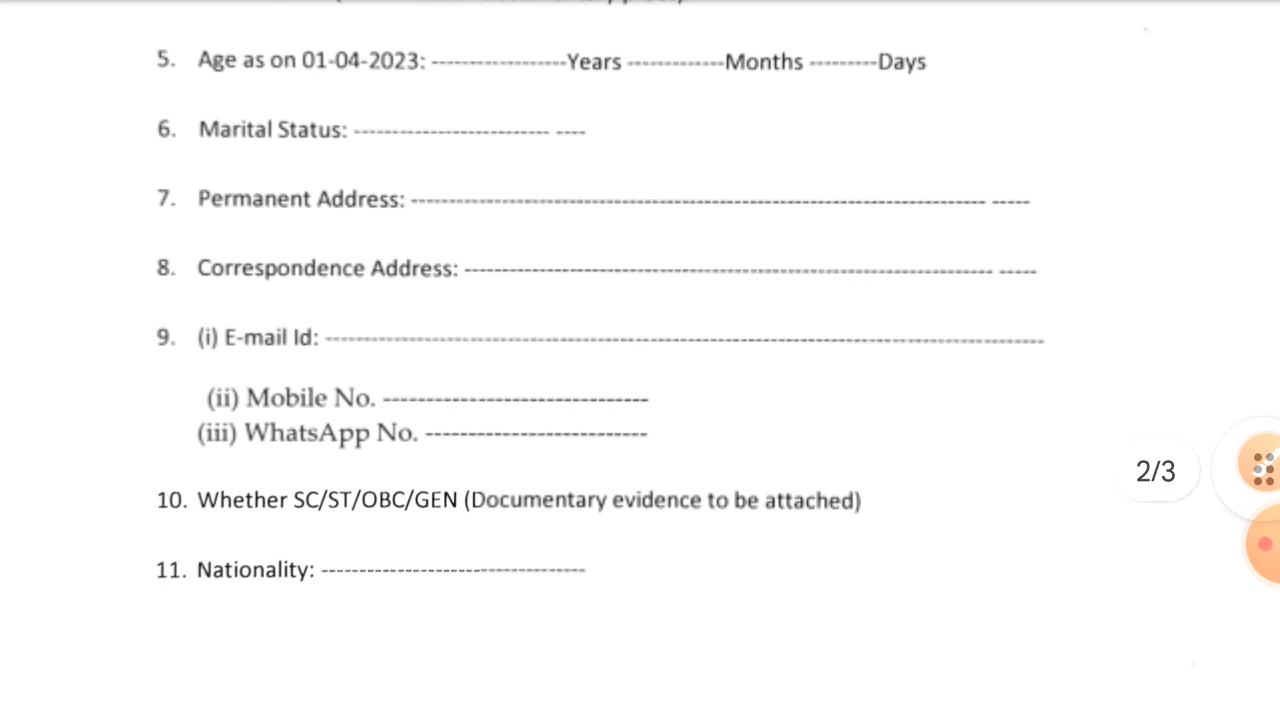 5. Age as on 01-04-2023: ------------------Years -------------Months ---------Days
6. Marital Status: -------------------------- ----
7. Permanent Address: ----------------------------------------------------------------------------- -----
8. Correspondence Address: ----------------------------------------------------------------------- -----
9. (i) E-mail Id: ------------------------------------------------------------------------------------------------
(ii) Mobile No. -------------------------------
(iii) WhatsApp No. --------------------------
10. Whether SC/ST/OBC/GEN (Documentary evidence to be attached)
11. Nationality: -----------------------------------
2/3